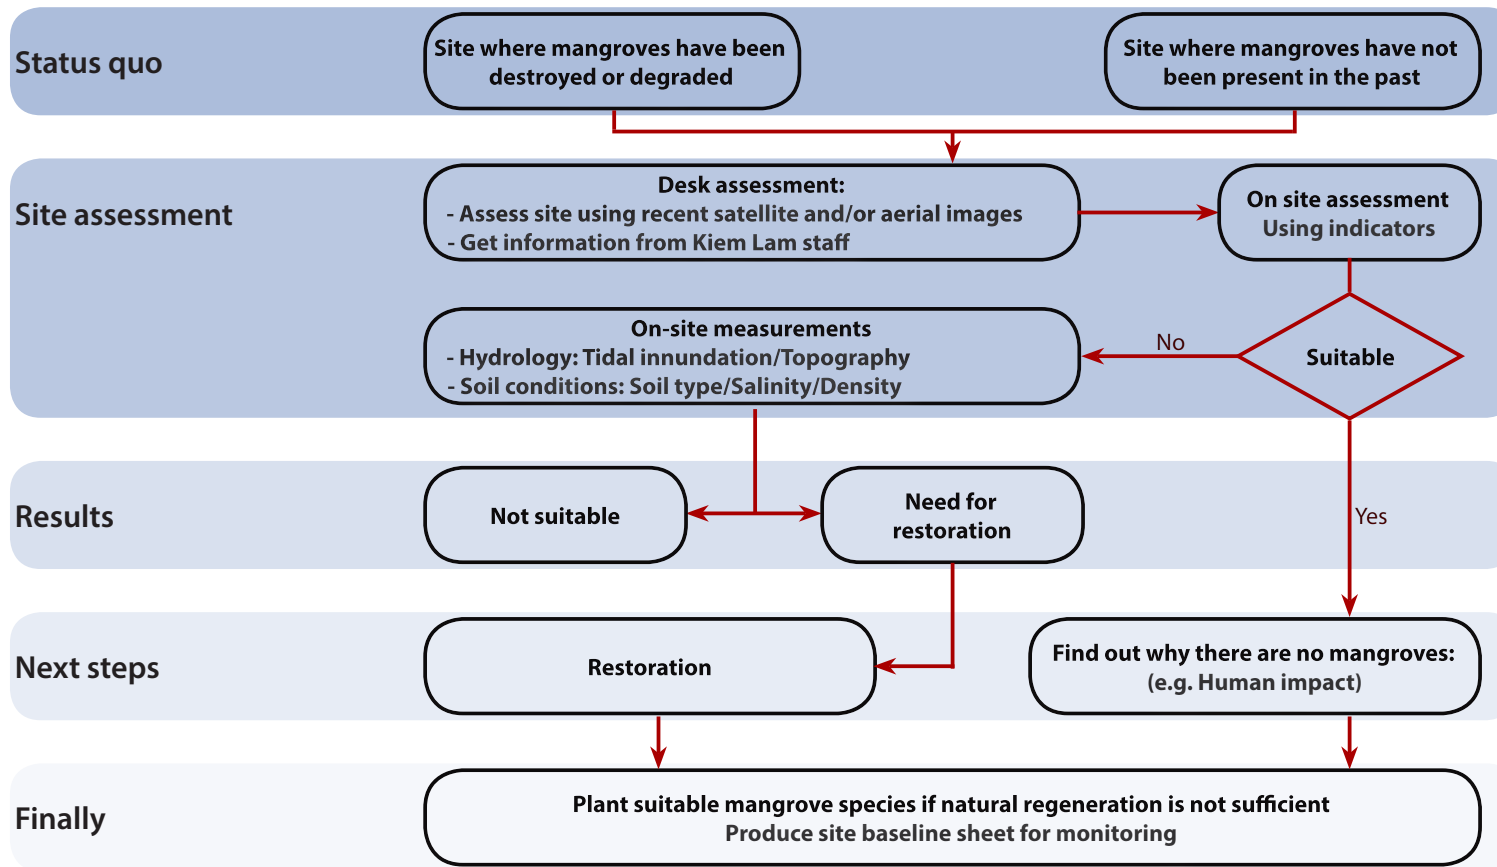 Status quo
Site where mangroves have been
destroyed or degraded
Site where mangroves have not
been present in the past
Site assessment
Desk assessment:
- Assess site using recent satellite and/or aerial images
- Get information from Kiem Lam staff
On site assessment
Using indicators
On-site measurements
- Hydrology: Tidal innundation/Topography
- Soil conditions: Soil type/Salinity/Density
No
Suitable
Results
Not suitable
Need for
restoration
Yes
Next steps
Restoration
Find out why there are no mangroves:
(e.g. Human impact)
Finally
Plant suitable mangrove species if natural regeneration is not sufficient
Produce site baseline sheet for monitoring